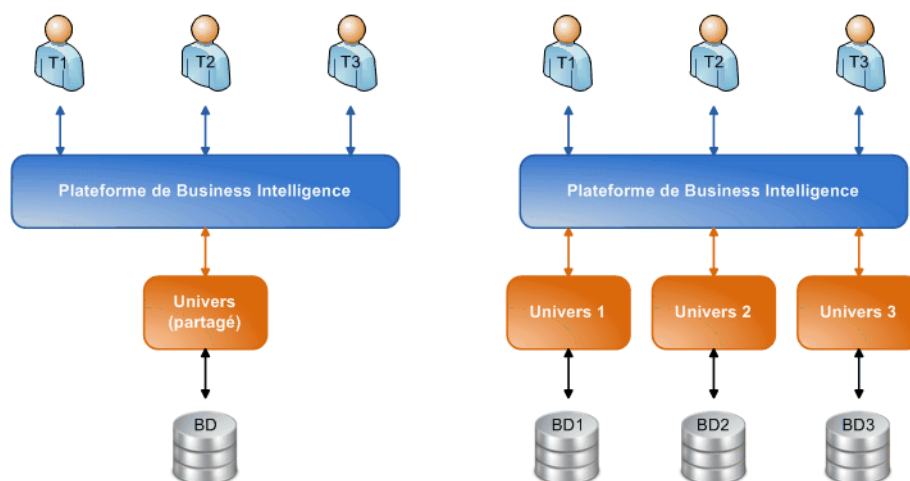 T1
T2
T3
Plateforme de Business Intelligence
Univers
(partagé)
BD
T1
T2
T3
Plateforme de Business Intelligence
Univers 1
Univers 2
Univers 3
BD1
BD2
BD3